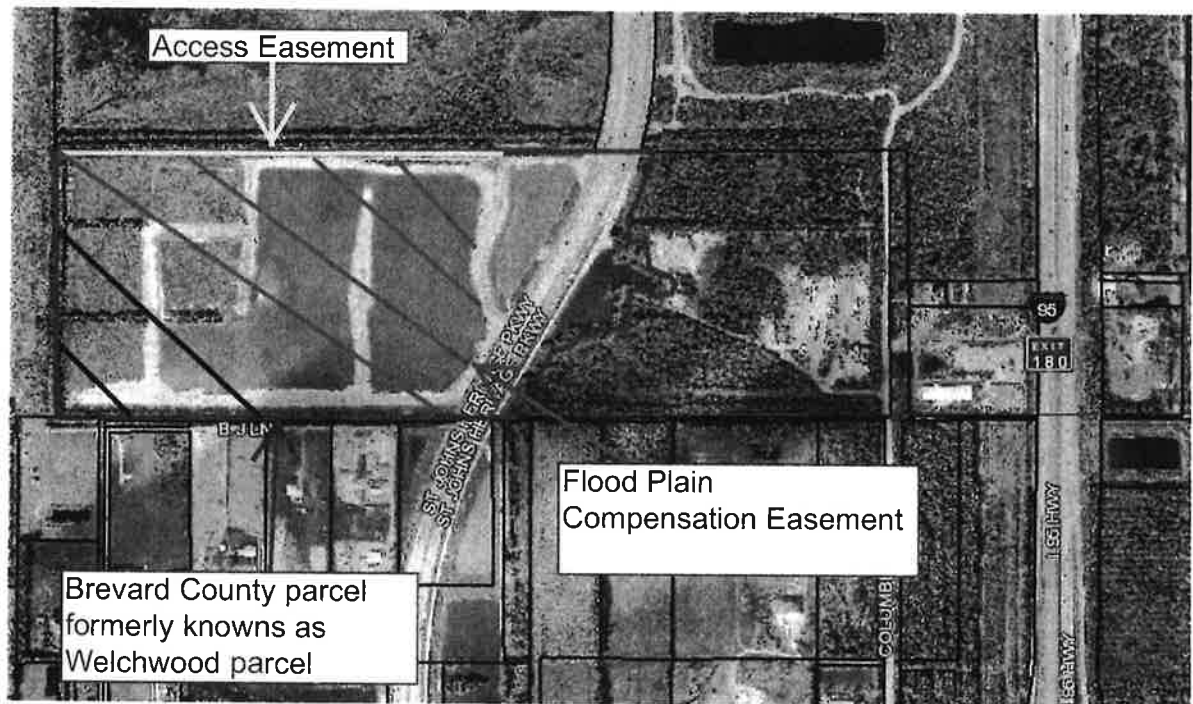 Access Easement
95
EXIT
180
ST JOHNS HERITAGE PKWY
ST JOHNS HERITAGE PKWY
B J LN
Flood Plain
Compensation Easement
Brevard County parcel
formerly knowns as
Welchwood parcel
I 95 HWY